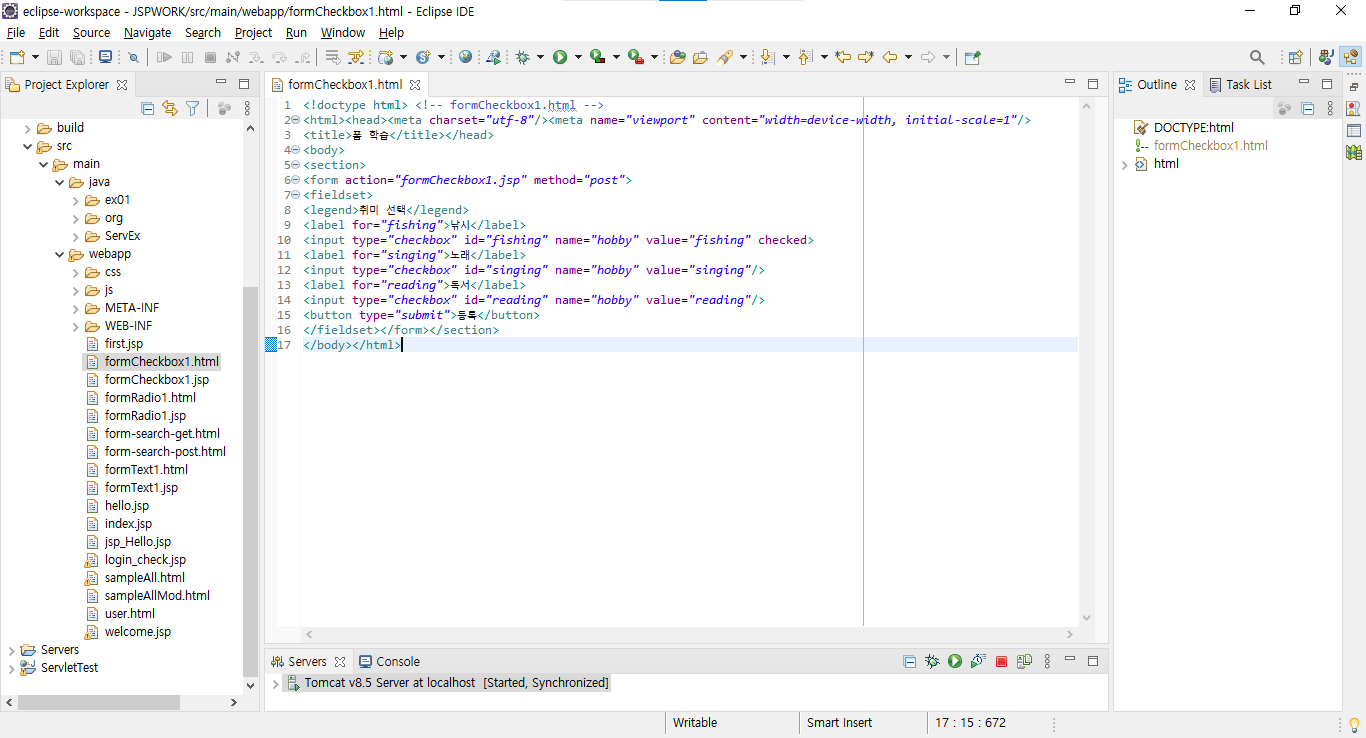 eclipse-workspace - JSPWORK/src/main/webapp/formCheckbox1.html - Eclipse IDE
File Edit Source Navigate Search Project Run Window Help
Project Explorer
build
src
main
java
ex01
org
ServEx
webapp
css
js
META-INF
WEB-INF
first.jsp
formCheckbox1.html
formCheckbox1.jsp
formRadio1.html
formRadio1.jsp
form-search-get.html
form-search-post.html
formText1.html
formText1.jsp
hello.jsp
index.jsp
jsp_Hello.jsp
login_check.jsp
sampleAll.html
sampleAllMod.html
user.html
welcome.jsp
Servers
ServletTest
formCheckbox1.html
1 <!doctype html> <!-- formCheckbox1.html -->
2 <html><head><meta charset="utf-8"/><meta name="viewport" content="width=device-width, initial-scale=1"/>
3 <title>폼 학습</title></head>
4 <body>
5 <section>
6 <form action="formCheckbox1.jsp" method="post">
7 <fieldset>
8 <legend>취미 선택</legend>
9 <label for="fishing">낚시</label>
10 <input type="checkbox" id="fishing" name="hobby" value="fishing" checked>
11 <label for="singing">노래</label>
12 <input type="checkbox" id="singing" name="hobby" value="singing"/>
13 <label for="reading">독서</label>
14 <input type="checkbox" id="reading" name="hobby" value="reading"/>
15 <button type="submit">등록</button>
16 </fieldset></form></section>
17 </body></html>
Outline Task List
DOCTYPE:html
formCheckbox1.html
html
Servers Console
Tomcat v8.5 Server at localhost [Started, Synchronized]
Writable Smart Insert 17 : 15 : 672